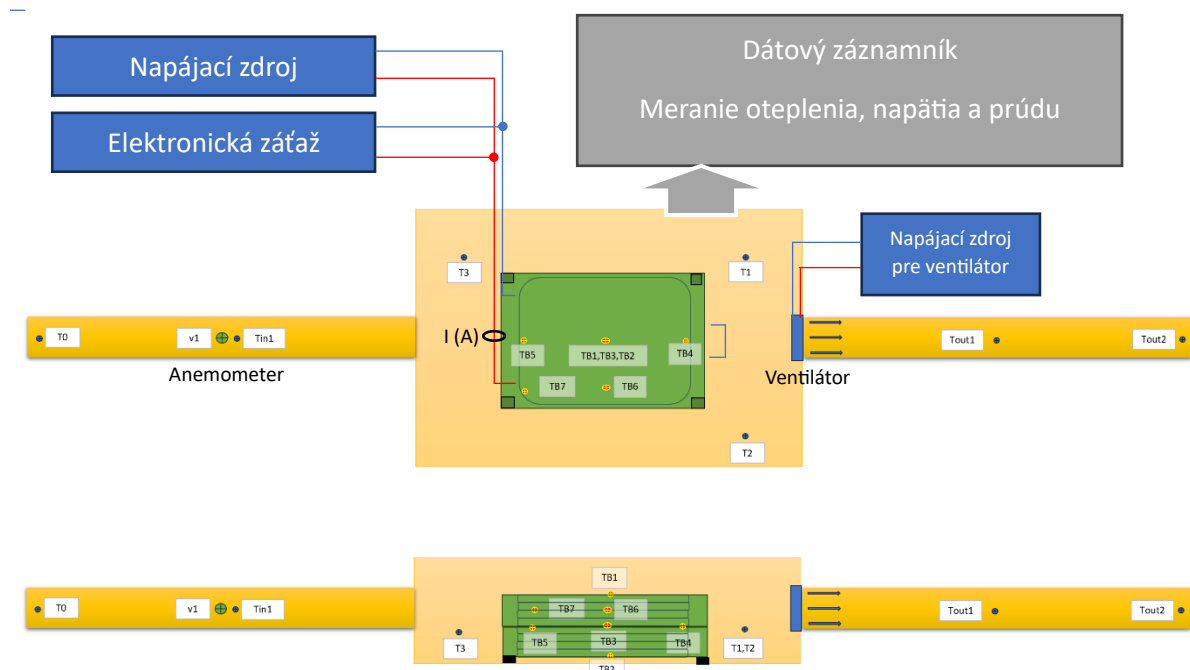 Napájací zdroj
Elektronická záťaž
Dátový záznamník
Meranie oteplenia, napätia a prúdu
Napájací zdroj
pre ventilátor
T3
T1
I (A)
T0
v1
Tin1
TB5
TB1,TB3,TB2
TB4
Tout1
Tout2
Anemometer
Ventilátor
TB7
TB6
T2
TB1
T0
v1
Tin1
TB7
TB6
Tout1
Tout2
T3
TB5
TB3
TB4
T1,T2
TB2